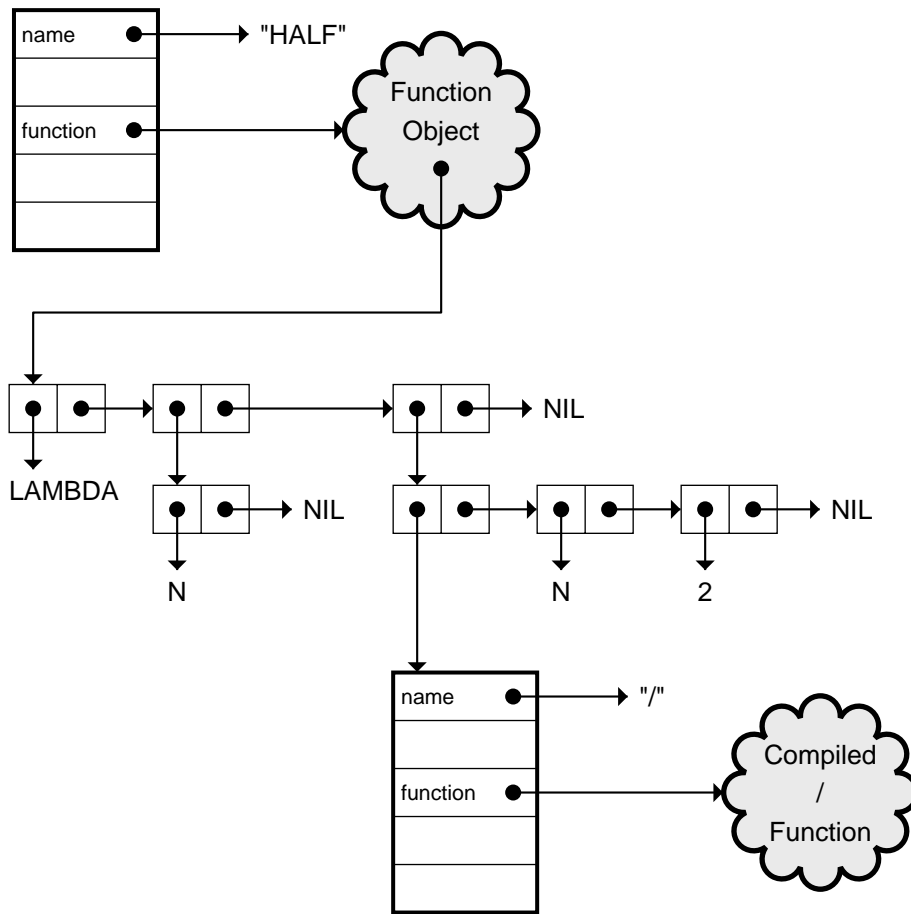 name
"HALF"
function
Function
Object
NIL
LAMBDA
NIL
NIL
N
N
2
name
"/"
function
Compiled
/
Function